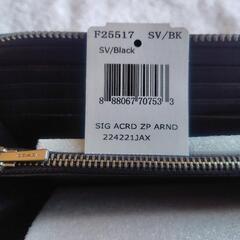 F25517 SV/BK
SV/Black
8 88067 70753 3
SIG ACRD ZP ARND
224221JAX